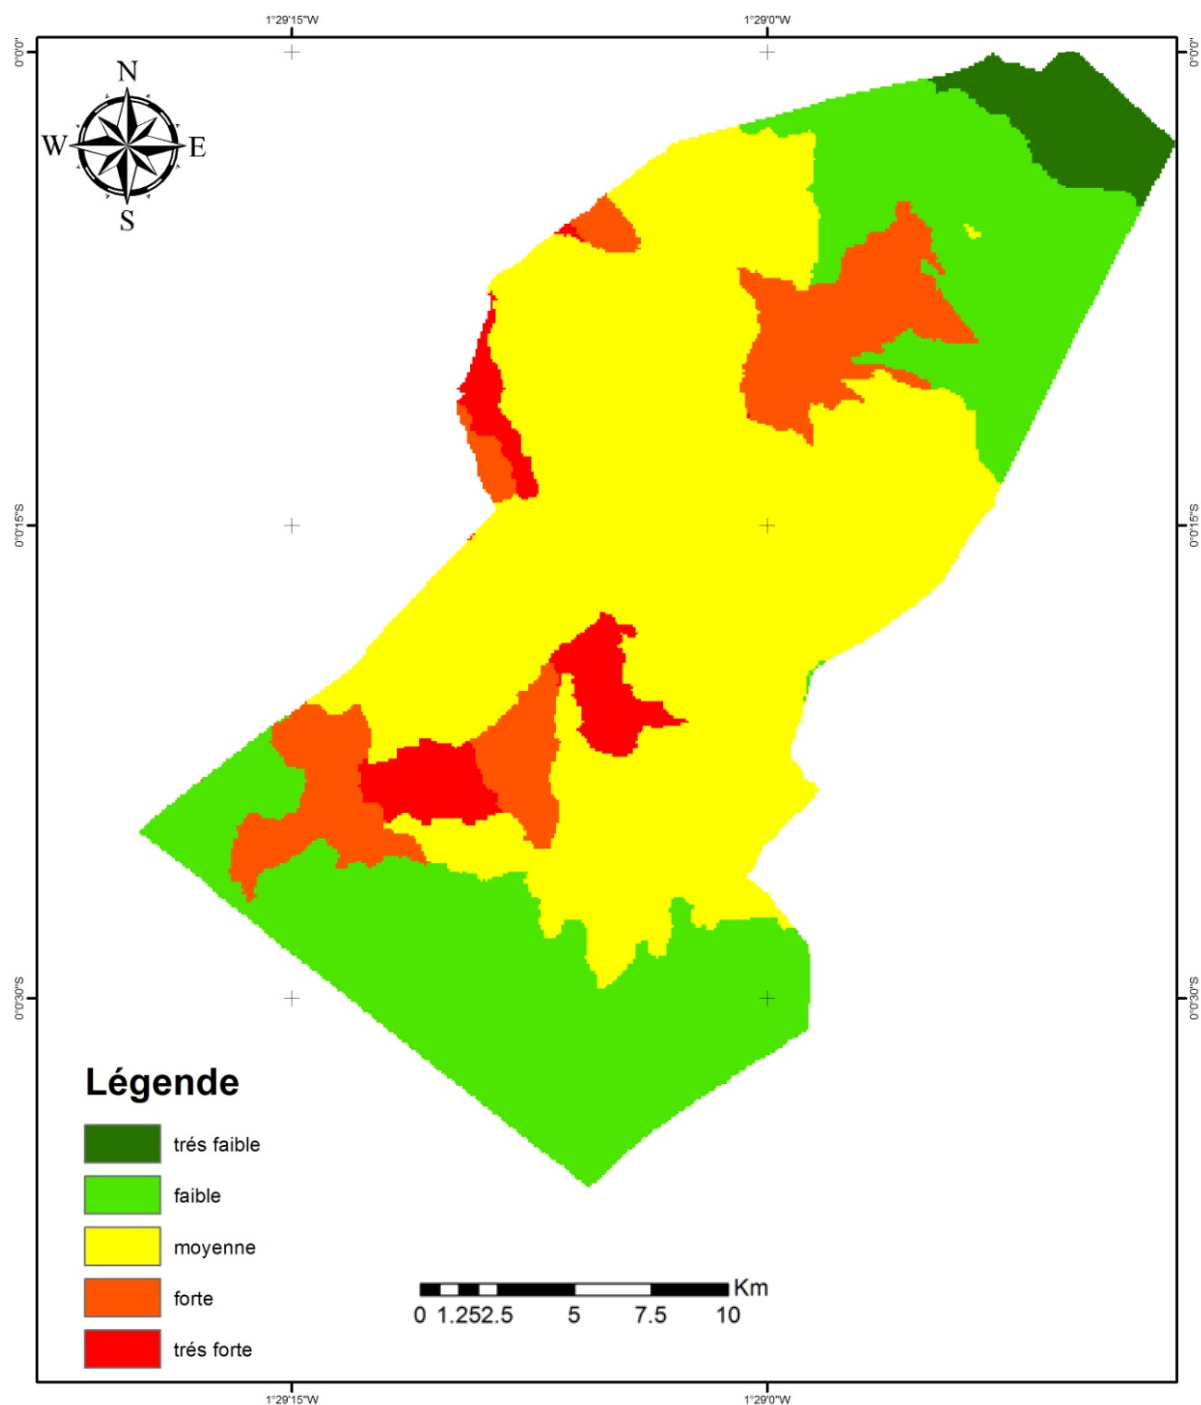 1°29'15"W 1°29'0"W
0°0'0" 0°0'0"
N
W E
S
0°0'15"S 0°0'15"S
0°0'30"S 0°0'30"S
Légende
trés faible
faible
moyenne
forte
trés forte
Km
0 1.252.5 5 7.5 10
1°29'15"W 1°29'0"W